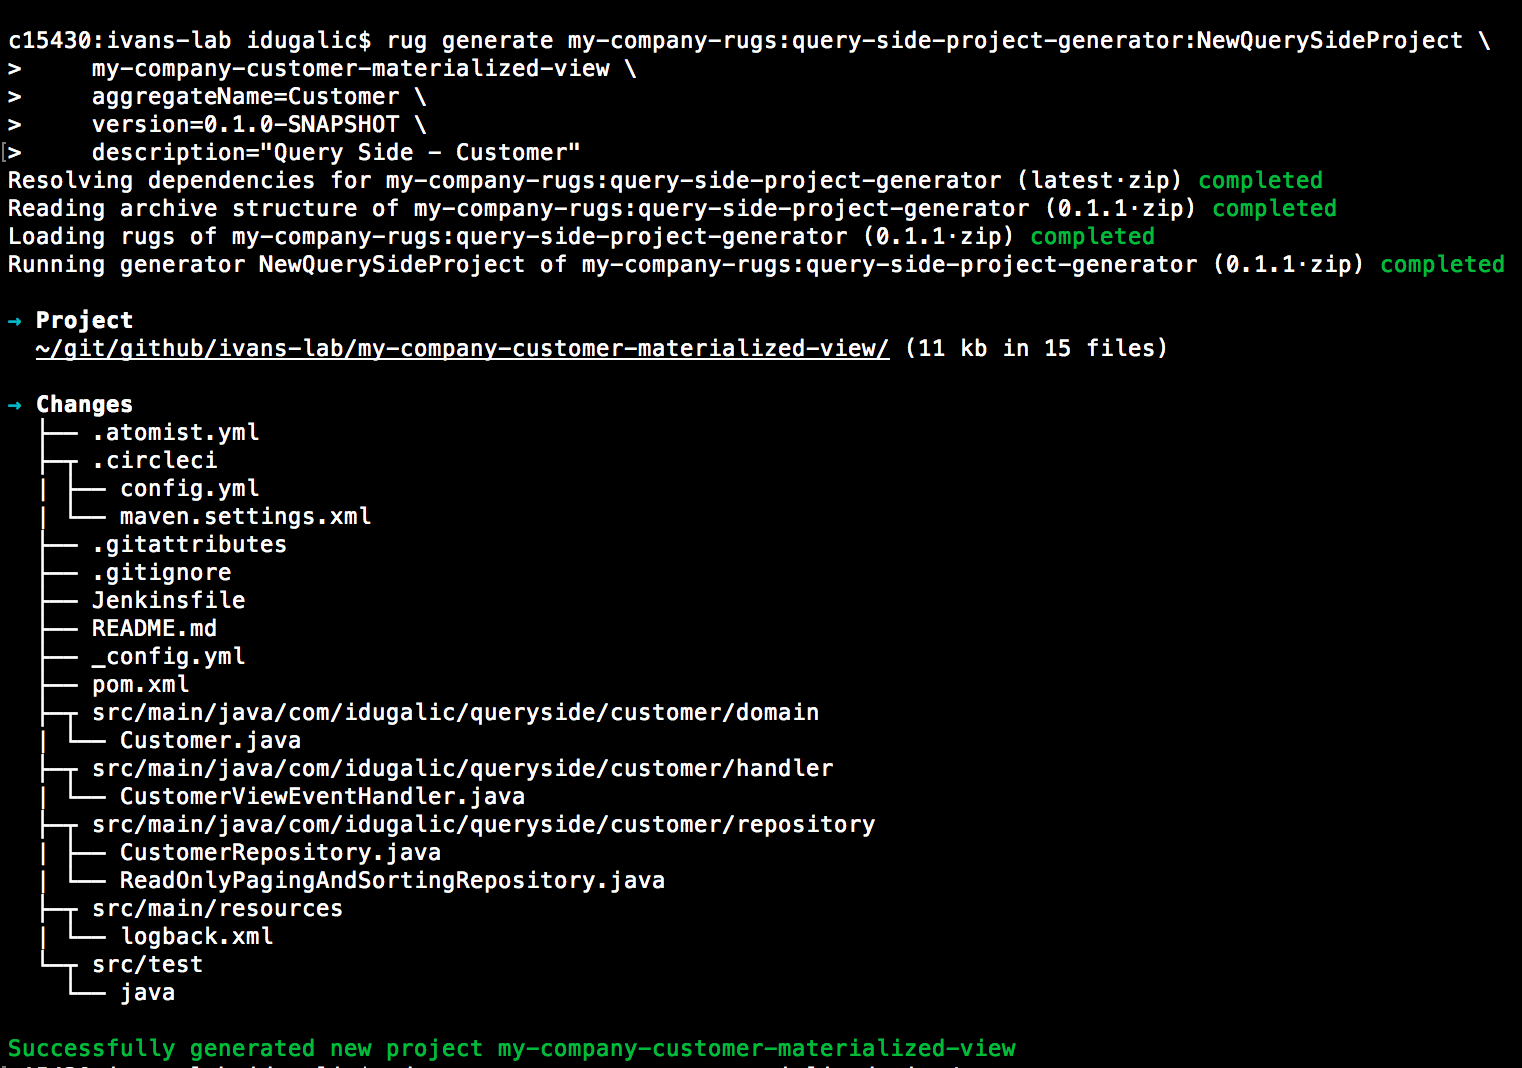 c15430:ivans-lab idugalic$ rug generate my-company-rugs:query-side-project-generator:NewQuerySideProject \
>     my-company-customer-materialized-view \
>     aggregateName=Customer \
>     version=0.1.0-SNAPSHOT \
[>     description="Query Side - Customer"
Resolving dependencies for my-company-rugs:query-side-project-generator (latest·zip) completed
Reading archive structure of my-company-rugs:query-side-project-generator (0.1.1·zip) completed
Loading rugs of my-company-rugs:query-side-project-generator (0.1.1·zip) completed
Running generator NewQuerySideProject of my-company-rugs:query-side-project-generator (0.1.1·zip) completed
→ Project
~/git/github/ivans-lab/my-company-customer-materialized-view/ (11 kb in 15 files)
→ Changes
├── .atomist.yml
├─┬ .circleci
| ├── config.yml
| └── maven.settings.xml
├── .gitattributes
├── .gitignore
├── Jenkinsfile
├── README.md
├── _config.yml
├── pom.xml
├─┬ src/main/java/com/idugalic/queryside/customer/domain
| └── Customer.java
├─┬ src/main/java/com/idugalic/queryside/customer/handler
| └── CustomerViewEventHandler.java
├─┬ src/main/java/com/idugalic/queryside/customer/repository
| ├── CustomerRepository.java
| └── ReadOnlyPagingAndSortingRepository.java
├─┬ src/main/resources
| └── logback.xml
└─┬ src/test
  └── java
Successfully generated new project my-company-customer-materialized-view